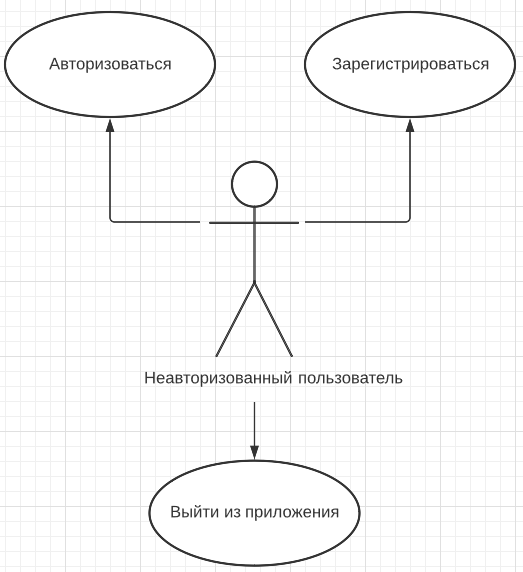 Авторизоваться
Зарегистрироваться
Неавторизованный пользователь
Выйти из приложения